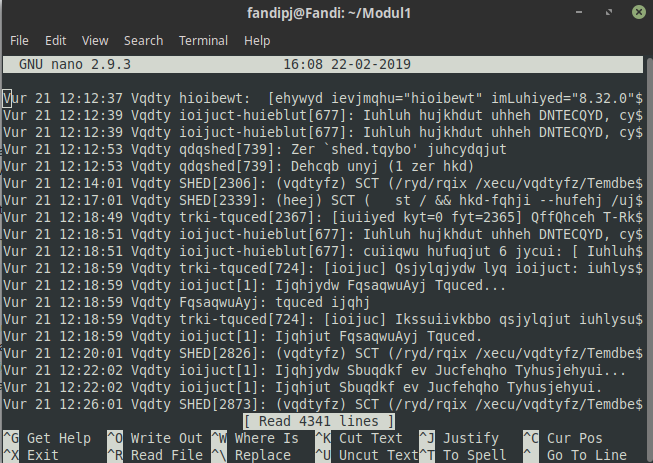 fandipj@Fandi: ~/Modul1
File Edit View Search Terminal Help
GNU nano 2.9.3 16:08 22-02-2019
Vur 21 12:12:37 Vqdty hioibewt:  [ehywyd ievjmqhu="hioibewt" imLuhiyed="8.32.0"$
Vur 21 12:12:39 Vqdty ioijuct-huieblut[677]: Iuhluh hujkhdut uhheh DNTECQYD, cy$
Vur 21 12:12:39 Vqdty ioijuct-huieblut[677]: Iuhluh hujkhdut uhheh DNTECQYD, cy$
Vur 21 12:12:53 Vqdty qdqshed[739]: Zer `shed.tqybo' juhcydqjut
Vur 21 12:12:53 Vqdty qdqshed[739]: Dehcqb unyj (1 zer hkd)
Vur 21 12:14:01 Vqdty SHED[2306]: (vqdtyfz) SCT (/ryd/rqix /xecu/vqdtyfz/Temdbe$
Vur 21 12:17:01 Vqdty SHED[2339]: (heej) SCT (   st / && hkd-fqhji --hufehj /uj$
Vur 21 12:18:49 Vqdty trki-tquced[2367]: [iuiiyed kyt=0 fyt=2365] QffQhceh T-Rk$
Vur 21 12:18:51 Vqdty ioijuct-huieblut[677]: Iuhluh hujkhdut uhheh DNTECQYD, cy$
Vur 21 12:18:51 Vqdty ioijuct-huieblut[677]: cuiiqwu hufuqjut 6 jycui: [ Iuhluh$
Vur 21 12:18:59 Vqdty trki-tquced[724]: [ioijuc] Qsjylqjydw lyq ioijuct: iuhlys$
Vur 21 12:18:59 Vqdty ioijuct[1]: Ijqhjydw FqsaqwuAyj Tquced...
Vur 21 12:18:59 Vqdty FqsaqwuAyj: tquced ijqhj
Vur 21 12:18:59 Vqdty trki-tquced[724]: [ioijuc] Ikssuiivkbbo qsjylqjut iuhlysu$
Vur 21 12:18:59 Vqdty ioijuct[1]: Ijqhjut FqsaqwuAyj Tquced.
Vur 21 12:20:01 Vqdty SHED[2826]: (vqdtyfz) SCT (/ryd/rqix /xecu/vqdtyfz/Temdbe$
Vur 21 12:22:02 Vqdty ioijuct[1]: Ijqhjydw Sbuqdkf ev Jucfehqho Tyhusjehyui...
Vur 21 12:22:02 Vqdty ioijuct[1]: Ijqhjut Sbuqdkf ev Jucfehqho Tyhusjehyui.
Vur 21 12:26:01 Vqdty SHED[2873]: (vqdtyfz) SCT (/ryd/rqix /xecu/vqdtyfz/Temdbe$
[ Read 4341 lines ]
^G Get Help ^O Write Out ^W Where Is ^K Cut Text ^J Justify ^C Cur Pos
^X Exit ^R Read File ^\ Replace ^U Uncut Text ^T To Spell ^_ Go To Line